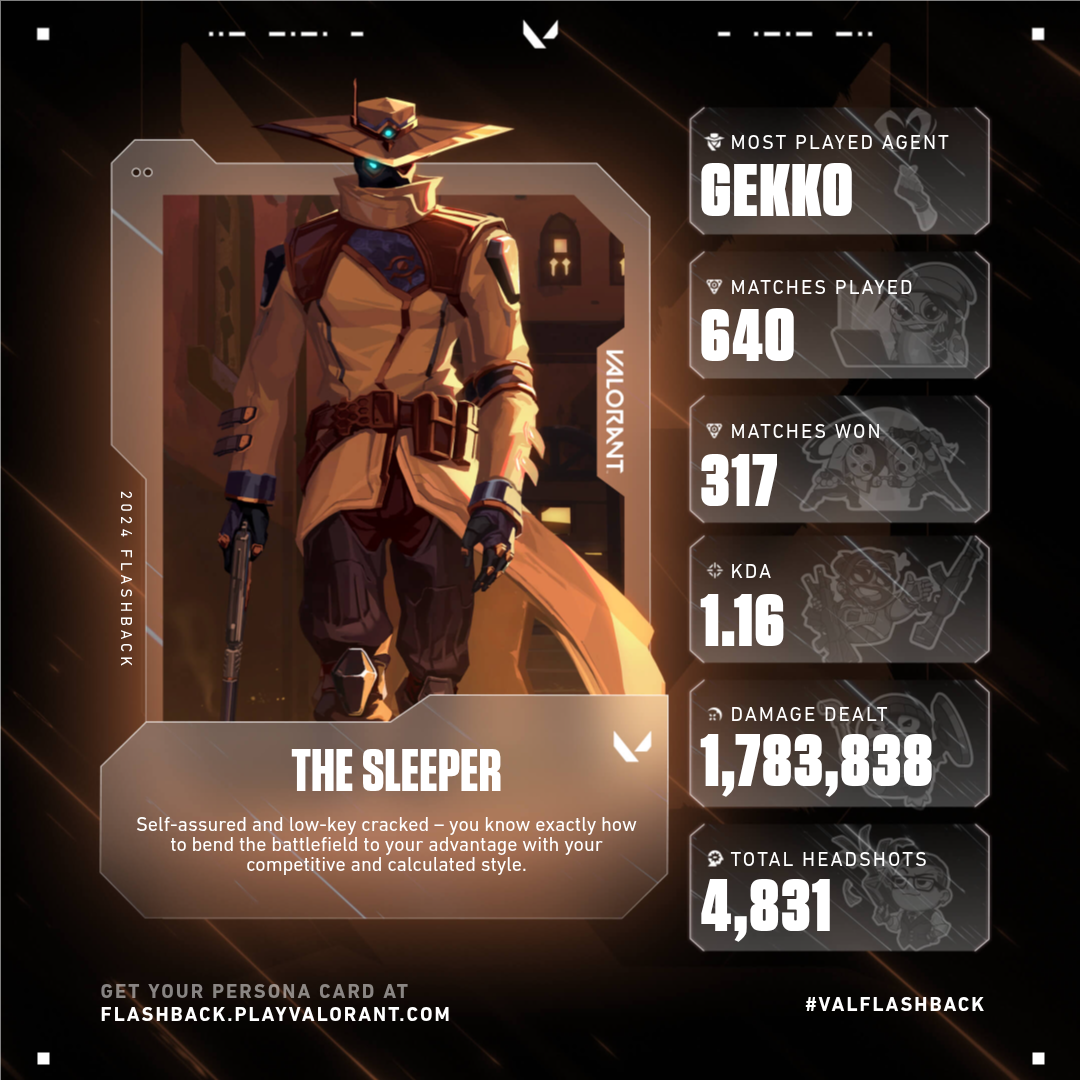 MOST PLAYED AGENT
GEKKO
MATCHES PLAYED
640
MATCHES WON
317
KDA
1.16
DAMAGE DEALT
1,783,838
TOTAL HEADSHOTS
4,831
VALORANT
2024 FLASHBACK
THE SLEEPER
Self-assured and low-key cracked – you know exactly how
to bend the battlefield to your advantage with your
competitive and calculated style.
GET YOUR PERSONA CARD AT
FLASHBACK.PLAYVALORANT.COM
#VALFLASHBACK